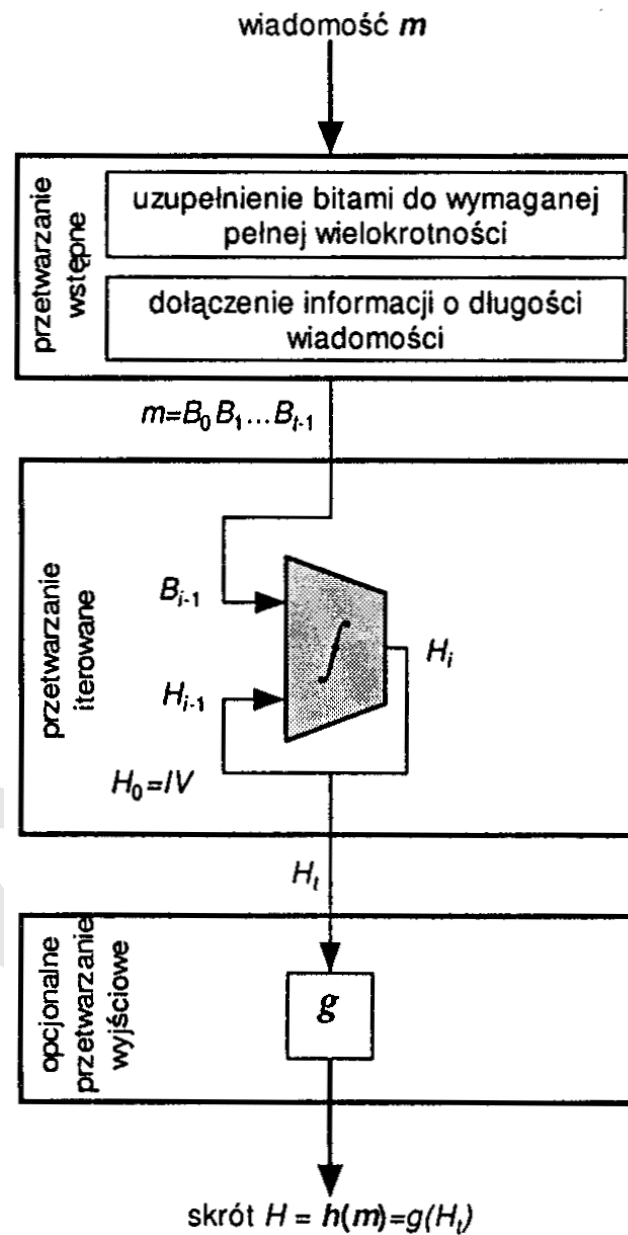 wiadomość m
przetwarzanie
wstępne
uzupełnienie bitami do wymaganej
pełnej wielokrotności
dołączenie informacji o długości
wiadomości
m=B₀B₁...Bₜ₋₁
przetwarzanie
iterowane
Bᵢ₋₁
f
Hᵢ
Hᵢ₋₁
H₀=IV
Hₜ
opcjonalne
przetwarzanie
wyjściowe
g
skrót H = h(m)=g(Hₜ)